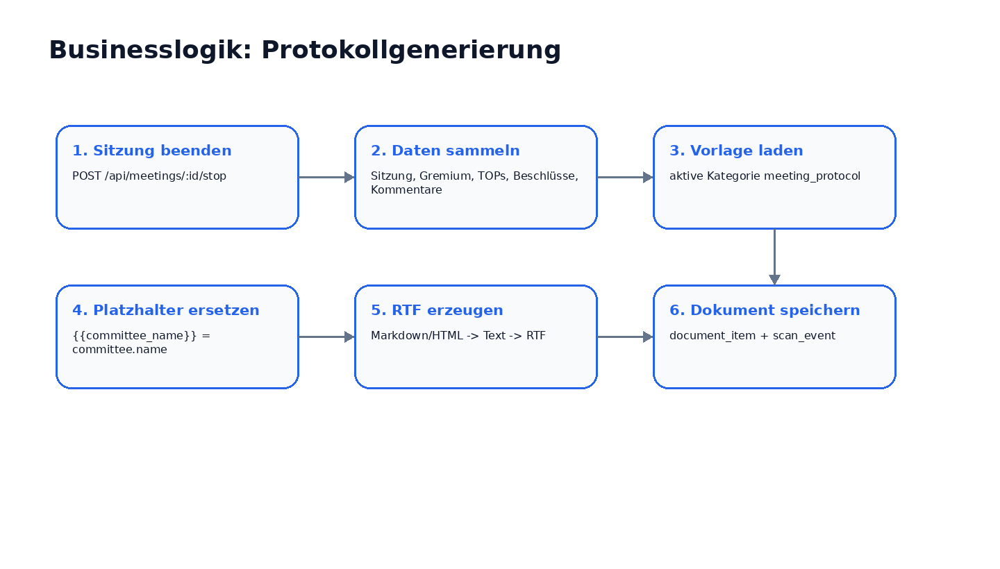 Businesslogik: Protokollgenerierung
1. Sitzung beenden
POST /api/meetings/:id/stop
2. Daten sammeln
Sitzung, Gremium, TOPs, Beschlüsse,
Kommentare
3. Vorlage laden
aktive Kategorie meeting_protocol
4. Platzhalter ersetzen
{{committee_name}} =
committee.name
5. RTF erzeugen
Markdown/HTML -> Text -> RTF
6. Dokument speichern
document_item + scan_event